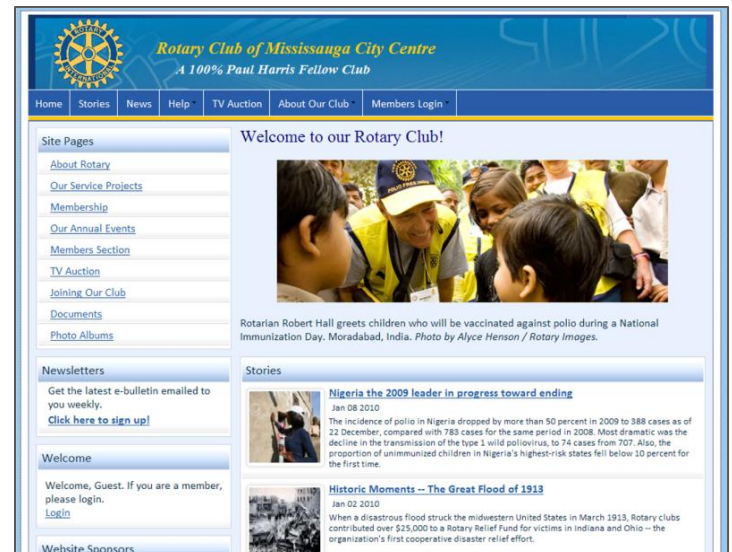 ROTARY
INTERNATIONAL
Rotary Club of Mississauga City Centre
A 100% Paul Harris Fellow Club
Home Stories News Help TV Auction About Our Club Members Login
Site Pages
About Rotary
Our Service Projects
Membership
Our Annual Events
Members Section
TV Auction
Joining Our Club
Documents
Photo Albums
Newsletters
Get the latest e-bulletin emailed to
you weekly.
Click here to sign up!
Welcome
Welcome, Guest. If you are a member,
please login.
Login
Website Sponsors
Welcome to our Rotary Club!
POLIO FREE INDIA
Rotarian Robert Hall greets children who will be vaccinated against polio during a National
Immunization Day. Moradabad, India. Photo by Alyce Henson / Rotary Images.
Stories
Nigeria the 2009 leader in progress toward ending
Jan 08 2010
The incidence of polio in Nigeria dropped by more than 50 percent in 2009 to 388 cases as of
22 December, compared with 783 cases for the same period in 2008. Most dramatic was the
decline in the transmission of the type 1 wild poliovirus, to 74 cases from 707. Also, the
proportion of unimmunized children in Nigeria's highest-risk states fell below 10 percent for
the first time.
Historic Moments -- The Great Flood of 1913
Jan 02 2010
When a disastrous flood struck the midwestern United States in March 1913, Rotary clubs
contributed over $25,000 to a Rotary Relief Fund for victims in Indiana and Ohio -- the
organization's first cooperative disaster relief effort.